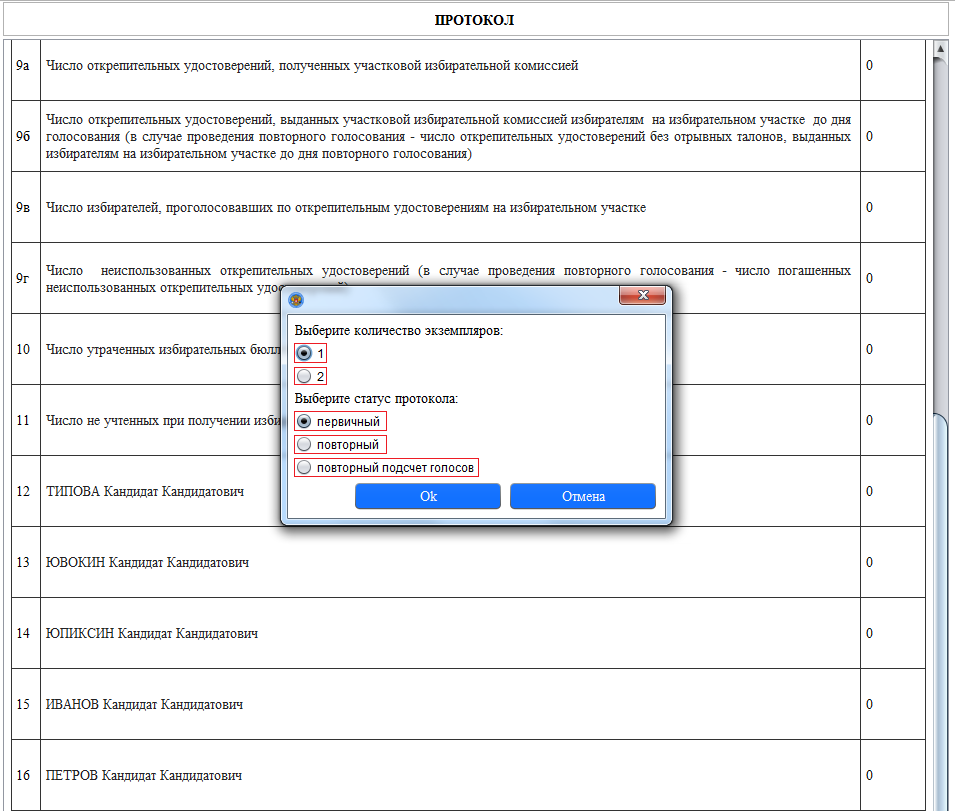 ПРОТОКОЛ
9а Число открепительных удостоверений, полученных участковой избирательной комиссией 0
Число открепительных удостоверений, выданных участковой избирательной комиссией избирателям на избирательном участке до дня
9б голосования (в случае проведения повторного голосования - число открепительных удостоверений без отрывных талонов, выданных 0
избирателям на избирательном участке до дня повторного голосования)
9в Число избирателей, проголосовавших по открепительным удостоверениям на избирательном участке 0
9г Число неиспользованных открепительных удостоверений (в случае проведения повторного голосования - число погашенных 0
неиспользованных открепительных
10 Число утраченных избирательных 0
11 Число не учтенных при получении 0
12 ТИПОВА Кандидат Кандидатович 0
13 ЮВОКИН Кандидат Кандидатович 0
14 ЮПИКСИН Кандидат Кандидатович 0
15 ИВАНОВ Кандидат Кандидатович 0
16 ПЕТРОВ Кандидат Кандидатович 0
Выберите количество экземпляров:
1
2
Выберите статус протокола:
первичный
повторный
повторный подсчет голосов
Ok Отмена